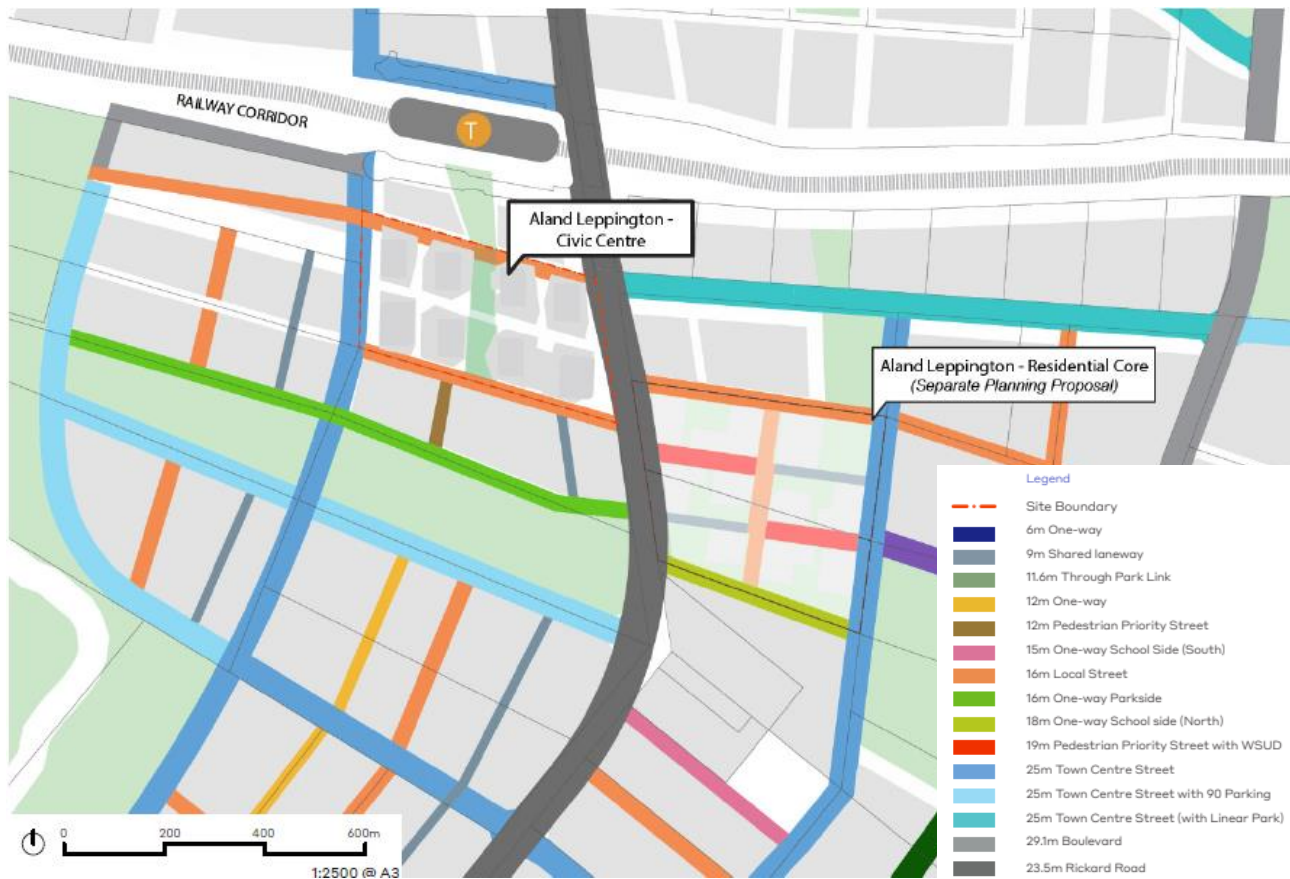 RAILWAY CORRIDOR
T
Aland Leppington -
Civic Centre
Aland Leppington - Residential Core
(Separate Planning Proposal)
Legend
Site Boundary
6m One-way
9m Shared laneway
11.6m Through Park Link
12m One-way
12m Pedestrian Priority Street
15m One-way School Side (South)
16m Local Street
16m One-way Parkside
18m One-way School side (North)
19m Pedestrian Priority Street with WSUD
25m Town Centre Street
25m Town Centre Street with 90 Parking
25m Town Centre Street (with Linear Park)
29.1m Boulevard
23.5m Rickard Road
0 200 400 600m
1:2500 @ A3